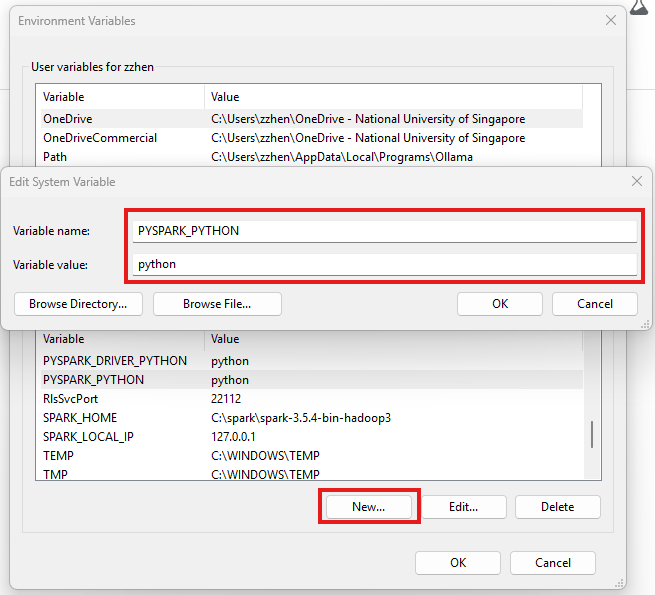 Environment Variables
User variables for zzhen
Variable Value
OneDrive C:\Users\zzhen\OneDrive - National University of Singapore
OneDriveCommercial C:\Users\zzhen\OneDrive - National University of Singapore
Path C:\Users\zzhen\AppData\Local\Programs\Ollama
Edit System Variable
Variable name: PYSPARK_PYTHON
Variable value: python
Browse Directory... Browse File... OK Cancel
Variable Value
PYSPARK_DRIVER_PYTHON python
PYSPARK_PYTHON python
RlsSvcPort 22112
SPARK_HOME C:\spark\spark-3.5.4-bin-hadoop3
SPARK_LOCAL_IP 127.0.0.1
TEMP C:\WINDOWS\TEMP
TMP C:\WINDOWS\TEMP
New... Edit... Delete
OK Cancel